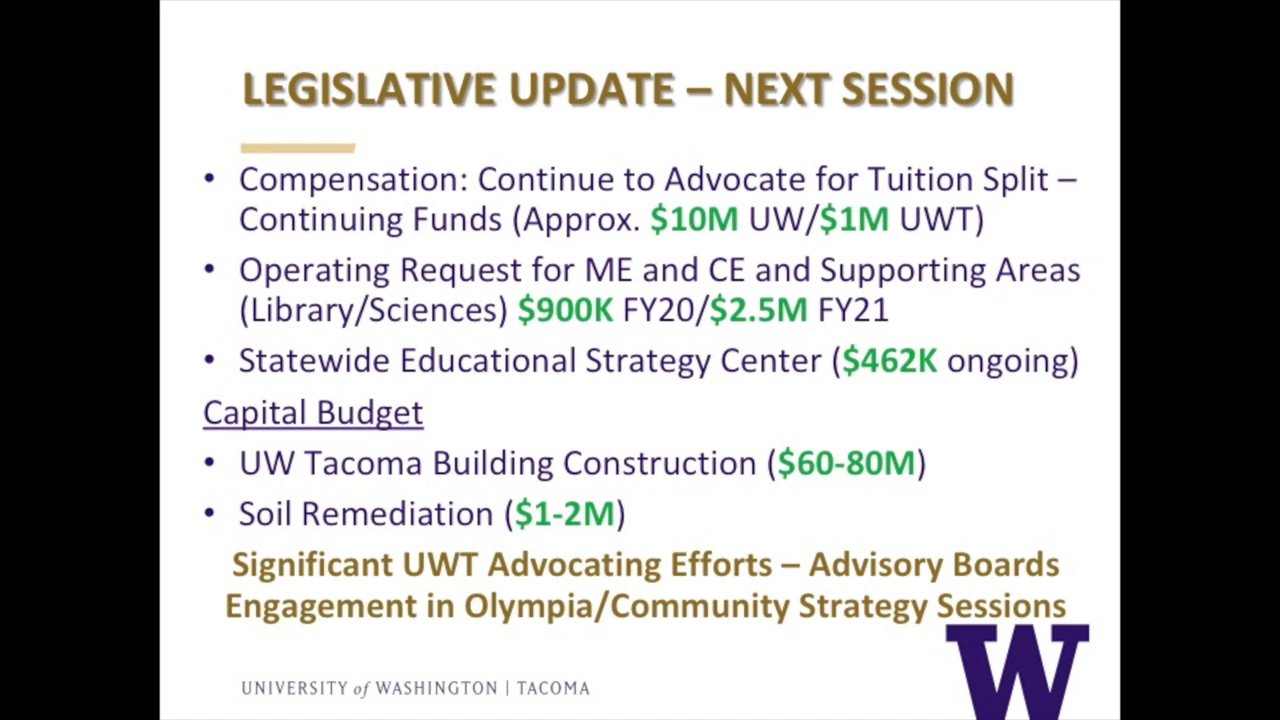 LEGISLATIVE UPDATE – NEXT SESSION
• Compensation: Continue to Advocate for Tuition Split –
Continuing Funds (Approx. $10M UW/$1M UWT)
• Operating Request for ME and CE and Supporting Areas
(Library/Sciences) $900K FY20/$2.5M FY21
• Statewide Educational Strategy Center ($462K ongoing)
Capital Budget
• UW Tacoma Building Construction ($60-80M)
• Soil Remediation ($1-2M)
Significant UWT Advocating Efforts – Advisory Boards
Engagement in Olympia/Community Strategy Sessions
W
UNIVERSITY of WASHINGTON | TACOMA